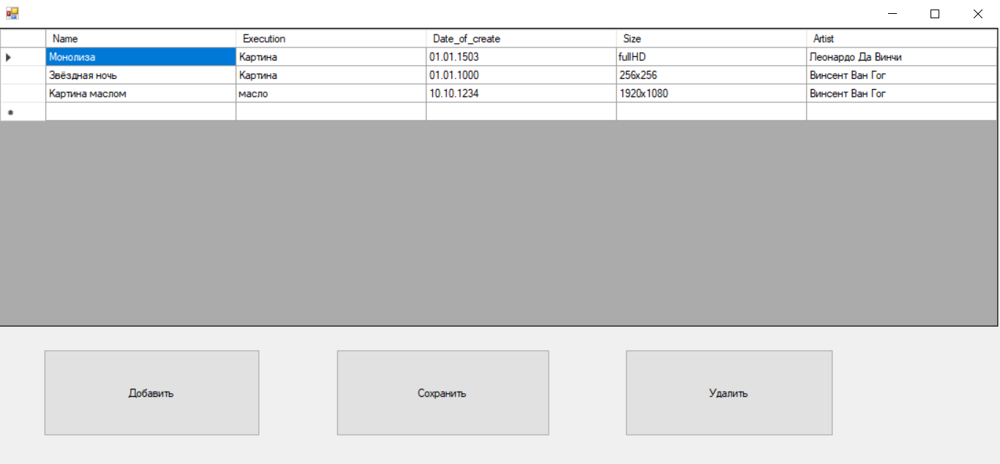 Name Execution Date_of_create Size Artist
Монолиза Картина 01.01.1503 fullHD Леонардо Да Винчи
Звёздная ночь Картина 01.01.1000 256x256 Винсент Ван Гог
Картина маслом масло 10.10.1234 1920x1080 Винсент Ван Гог
Добавить Сохранить Удалить